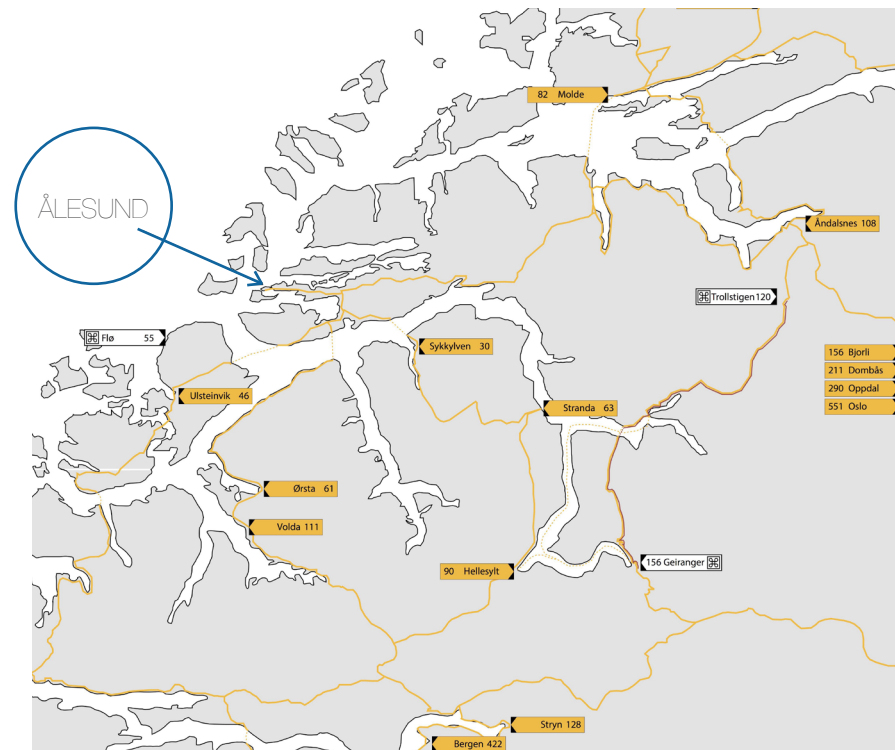 82 Molde
ÅLESUND
Åndalsnes 108
Trollstigen 120
Flø 55
Sykkylven 30
156 Bjorli
211 Dombås
290 Oppdal
551 Oslo
Ulsteinvik 46
Stranda 63
Ørsta 61
Volda 111
156 Geiranger
90 Hellesylt
Stryn 128
Bergen 422